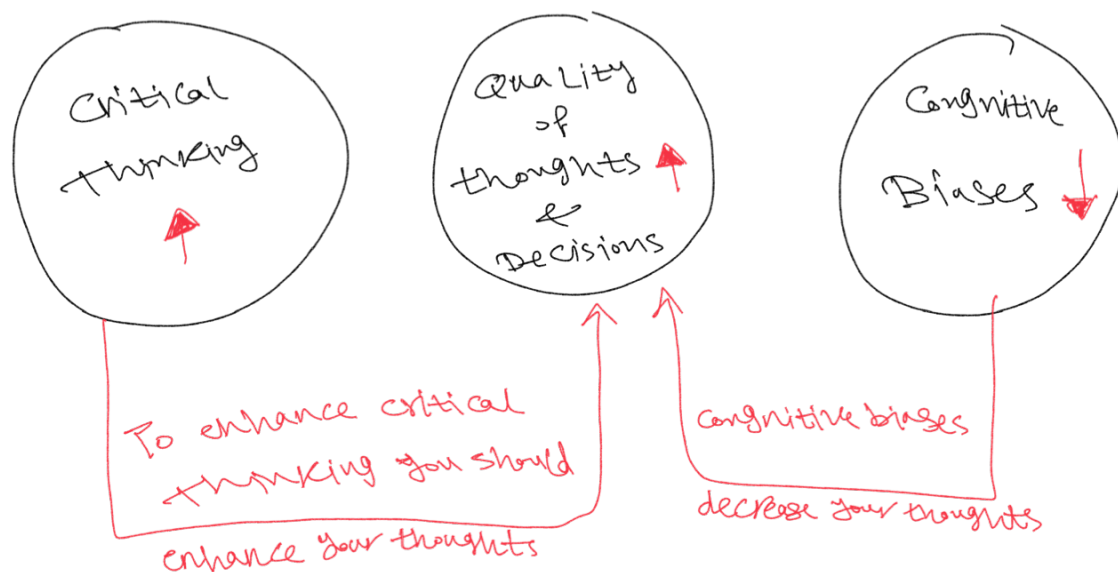 Critical
thinking
Quality
of
thoughts
&
Decisions
Congnitive
Biases
To enhance critical
thinking you should
enhance your thoughts
congnitive biases
decrease your thoughts